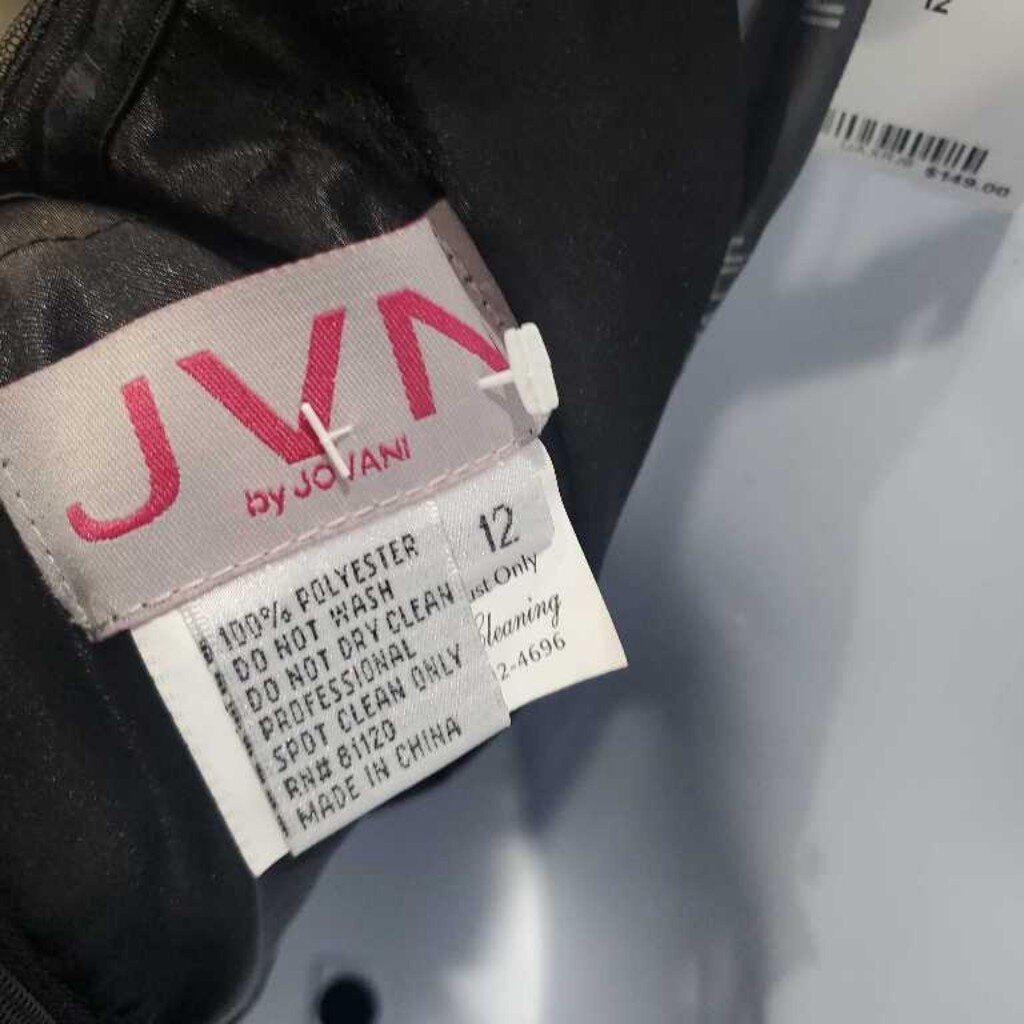 12
$149.00
JVN
by JOVANI
12
100% POLYESTER
DO NOT WASH
DO NOT DRY CLEAN
PROFESSIONAL
SPOT CLEAN ONLY
RN# 81120
MADE IN CHINA
Only
Cleaning
2-4696